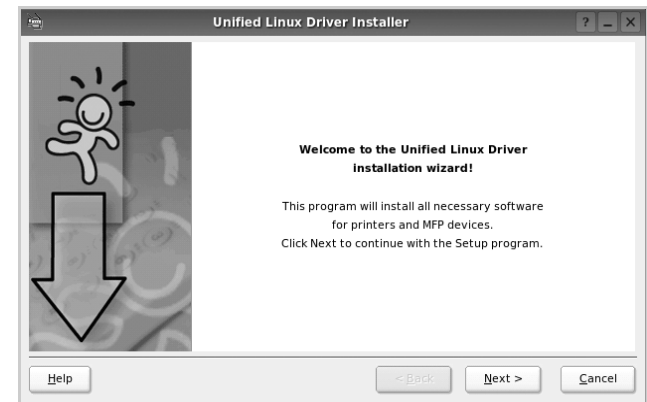 Unified Linux Driver Installer
Welcome to the Unified Linux Driver
installation wizard!
This program will install all necessary software
for printers and MFP devices.
Click Next to continue with the Setup program.
Help
< Back
Next >
Cancel